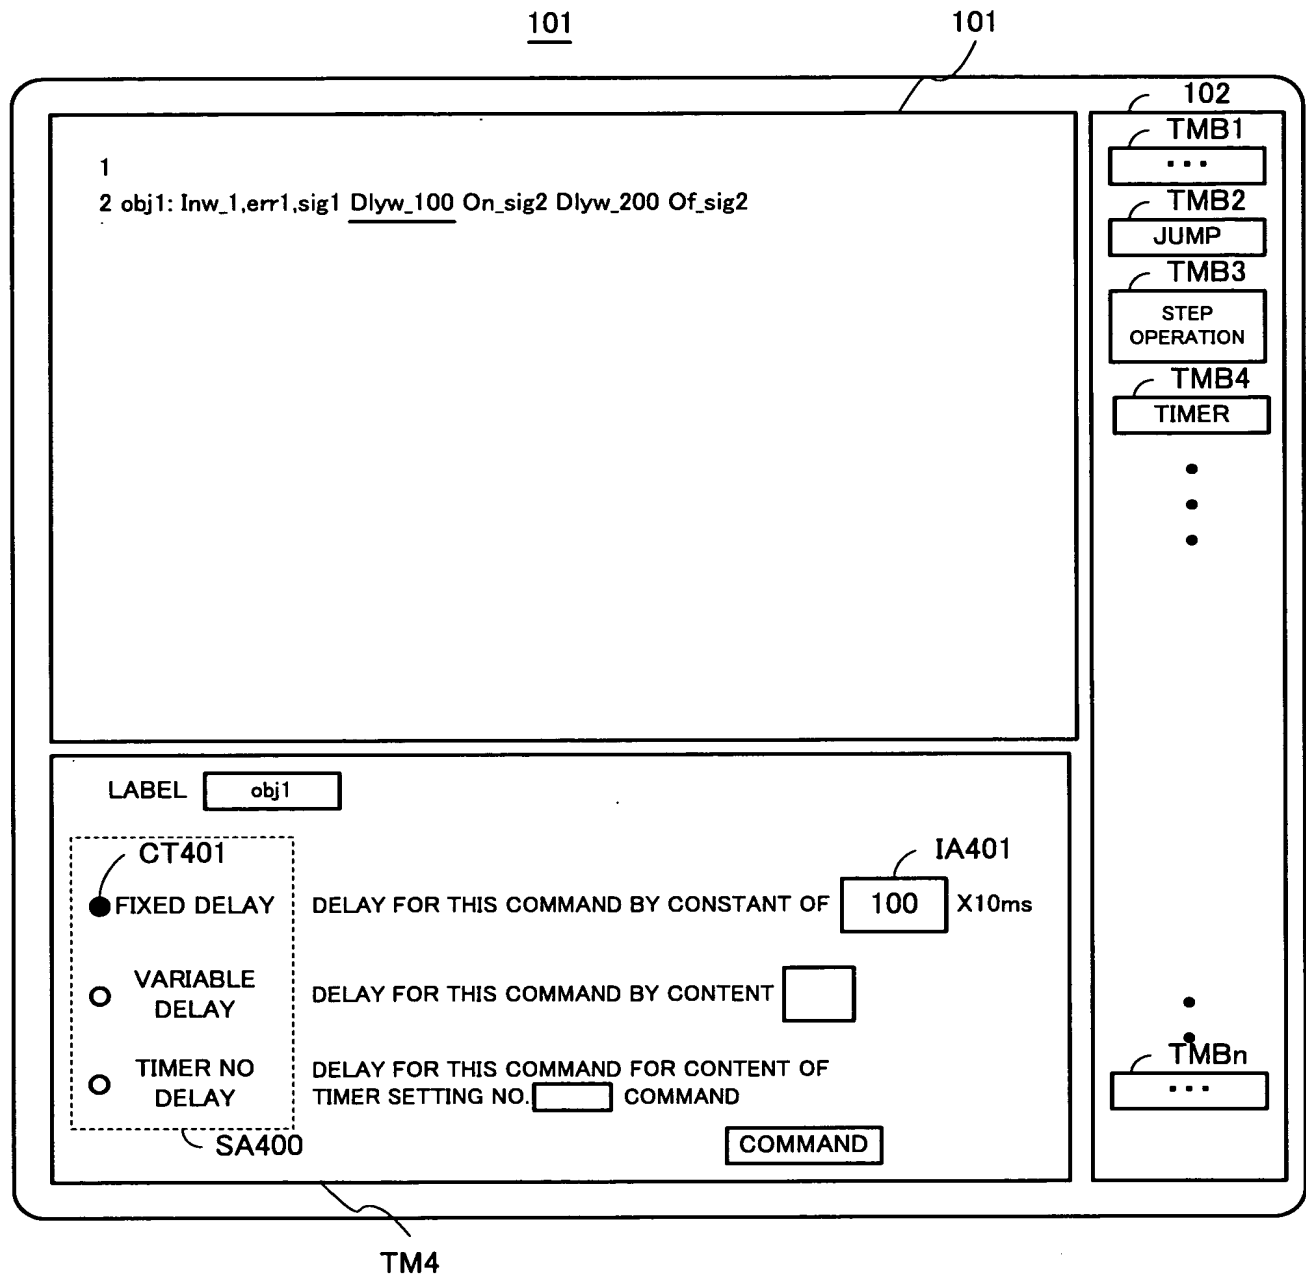 101
101
102
1
2 obj1: Inw_1,err1,sig1 Dlyw_100 On_sig2 Dlyw_200 Of_sig2
TMB1
...
TMB2
JUMP
TMB3
STEP
OPERATION
TMB4
TIMER
TMBn
...
LABEL obj1
CT401
IA401
FIXED DELAY DELAY FOR THIS COMMAND BY CONSTANT OF 100 X10ms
VARIABLE
DELAY
DELAY FOR THIS COMMAND BY CONTENT
TIMER NO
DELAY
DELAY FOR THIS COMMAND FOR CONTENT OF
TIMER SETTING NO. COMMAND
SA400
COMMAND
TM4